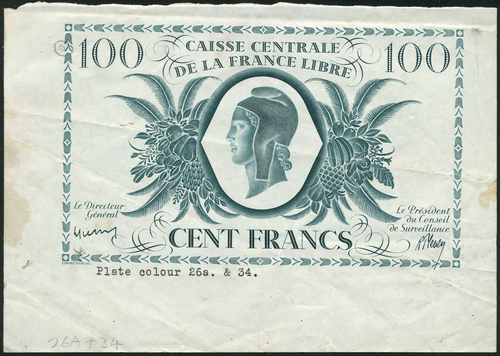 100 CAISSE CENTRALE 100
DE LA FRANCE LIBRE
Le Directeur
Général
Le Président
du Conseil
de Surveillance
CENT FRANCS
Plate colour 26a. & 34.
26A + 34